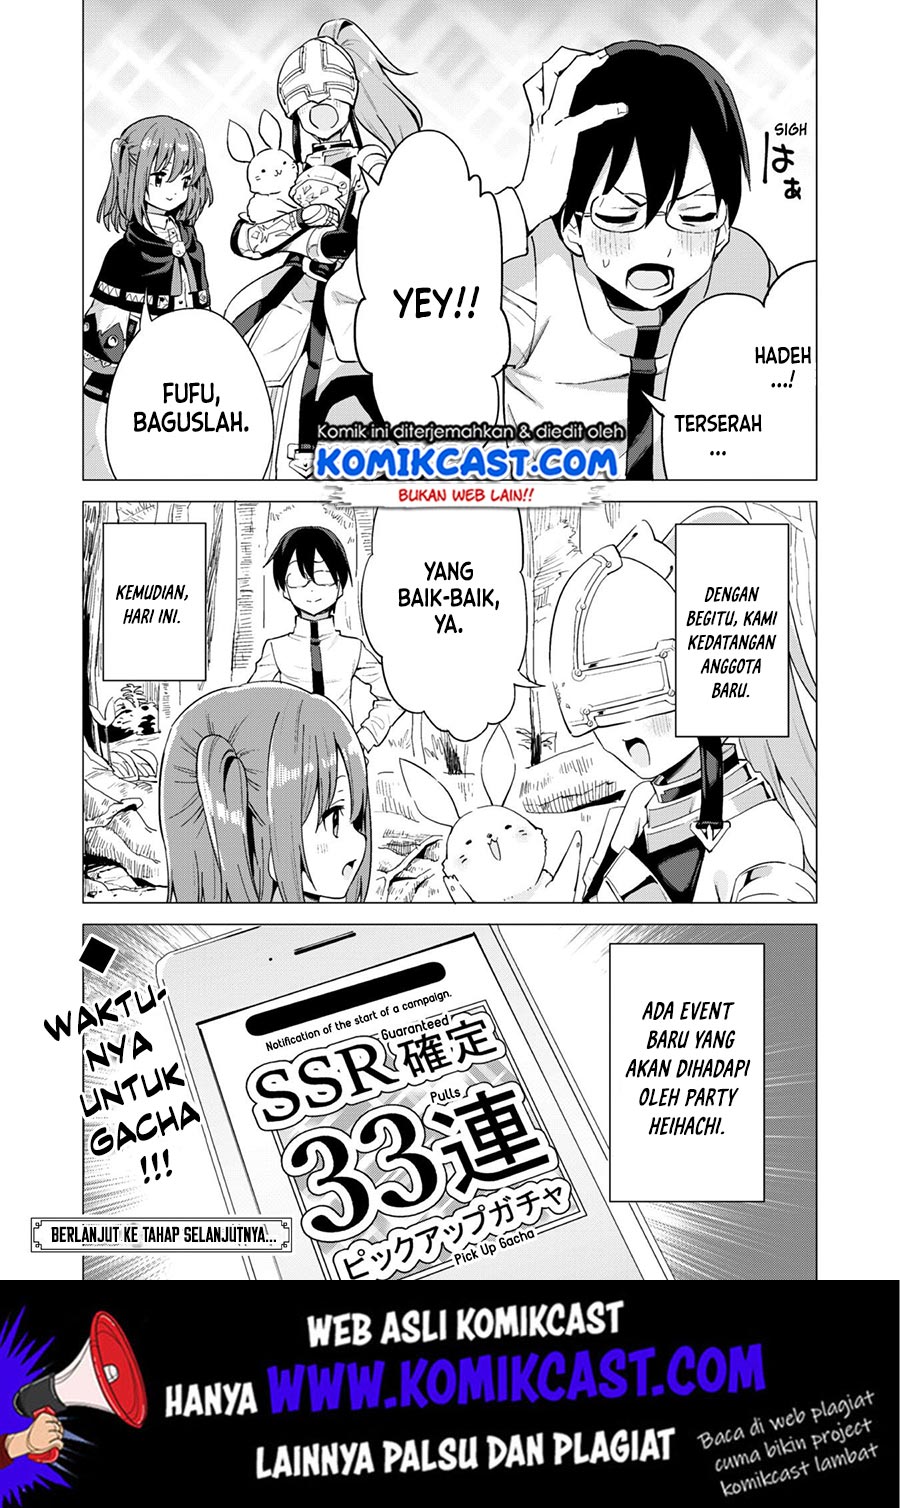 SIGH
はぁ
HADEH
...!
TERSERAH
...
YEY!!
FUFU,
BAGUSLAH.
Komik ini diterjemahkan & diedit oleh
KOMIKCAST.COM
BUKAN WEB LAIN!!
DENGAN
BEGITU, KAMI
KEDATANGAN
ANGGOTA
BARU.
YANG
BAIK-BAIK,
YA.
KEMUDIAN,
HARI INI.
ADA EVENT
BARU YANG
AKAN DIHADAPI
OLEH PARTY
HEIHACHI.
Notification of the start of a campaign.
Guaranteed
SSR確定
Pulls
33連
ピックアップガチャ
Pick Up Gacha
WAKTU-
NYA
UNTUK
GACHA
!!!
BERLANJUT KE TAHAP SELANJUTNYA...
WEB ASLI KOMIKCAST
HANYA WWW.KOMIKCAST.COM
LAINNYA PALSU DAN PLAGIAT
Baca di web plagiat
cuma bikin project
komikcast lambat